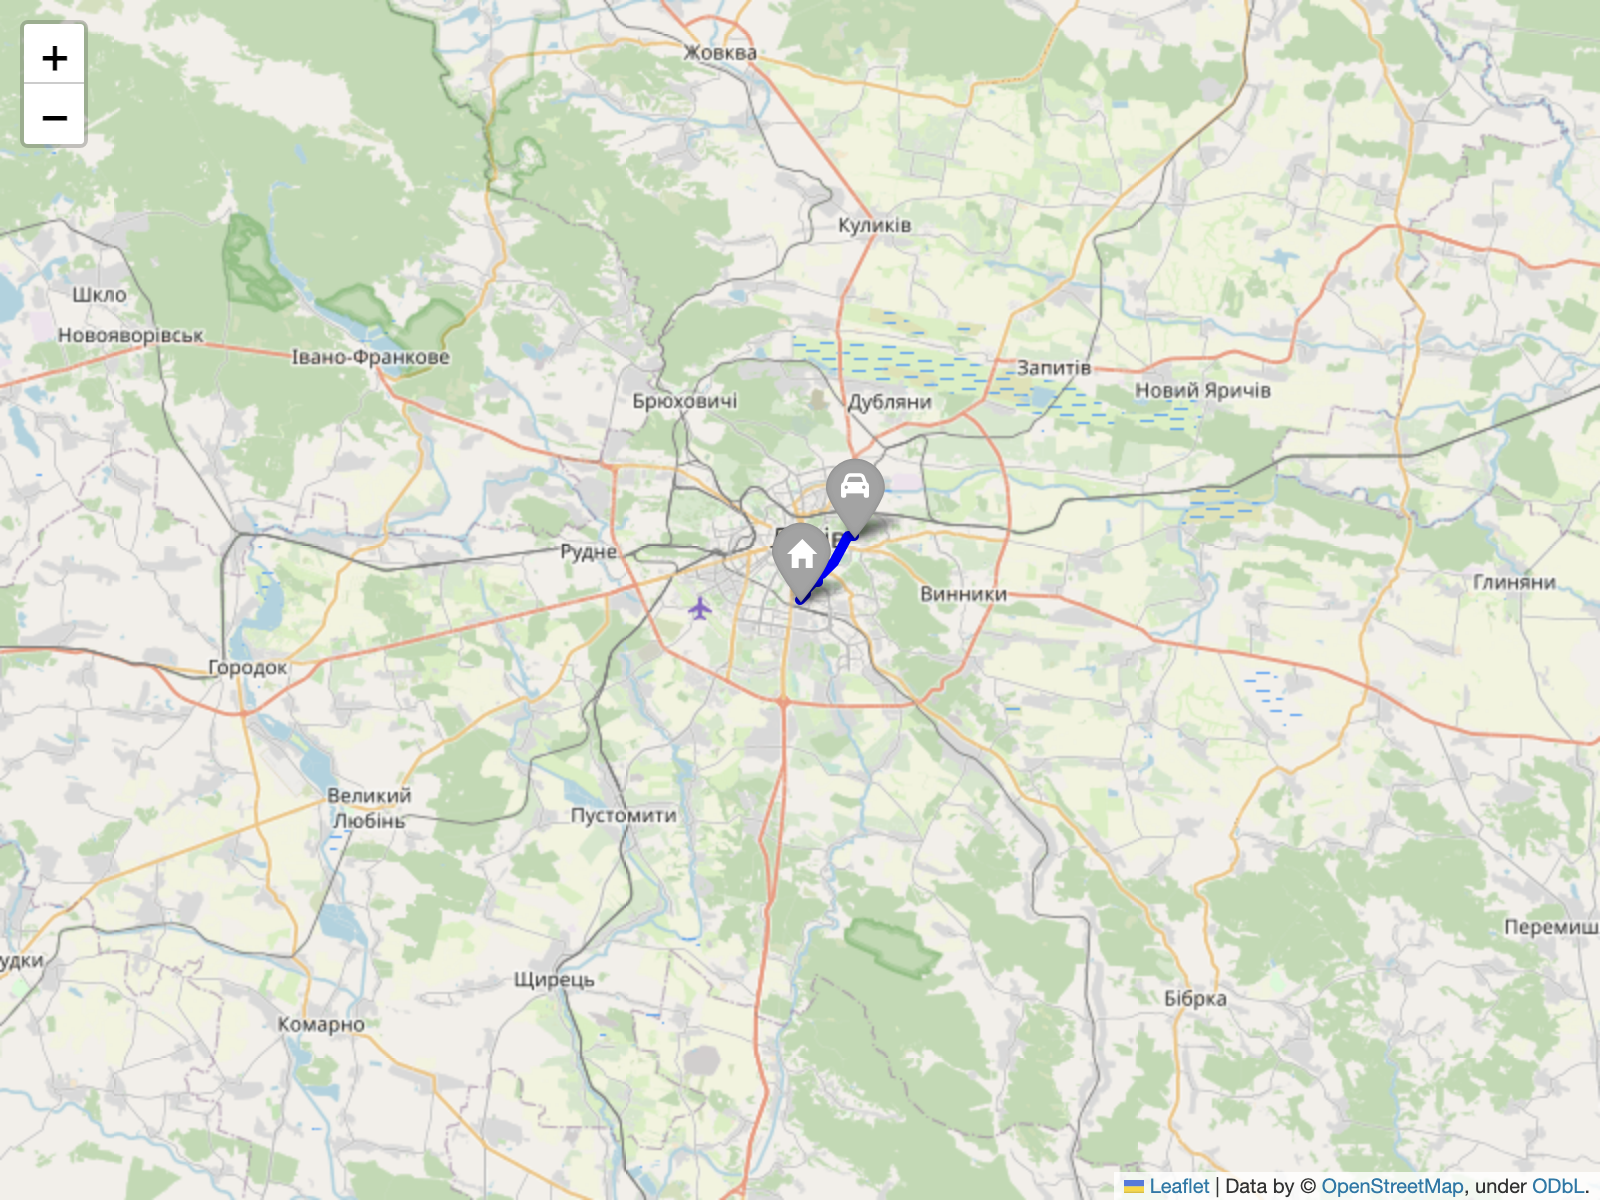 +
−
Жовква
Куликів
Шкло
Новояворівськ
Івано-Франкове
Запитів
Новий Яричів
Брюховичі
Дубляни
Рудне
Винники
Глиняни
Городок
Великий
Любінь
Пустомити
Перемиш
удки
Щирець
Бібрка
Комарно
Leaflet | Data by © OpenStreetMap, under ODbL.